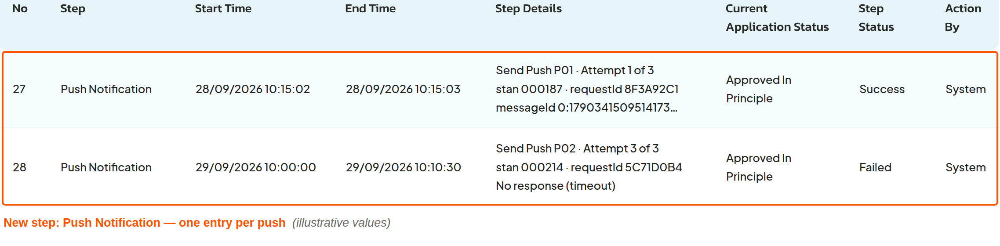 No Step Start Time End Time Step Details Current Application Status Step Status Action By
27 Push Notification 28/09/2026 10:15:02 28/09/2026 10:15:03 Send Push P01 · Attempt 1 of 3
stan 000187 · requestId 8F3A92C1
messageId 0:1790341509514173...
Approved In
Principle
Success System
28 Push Notification 29/09/2026 10:00:00 29/09/2026 10:10:30 Send Push P02 · Attempt 3 of 3
stan 000214 · requestId 5C71D0B4
No response (timeout)
Approved In
Principle
Failed System
New step: Push Notification — one entry per push (illustrative values)